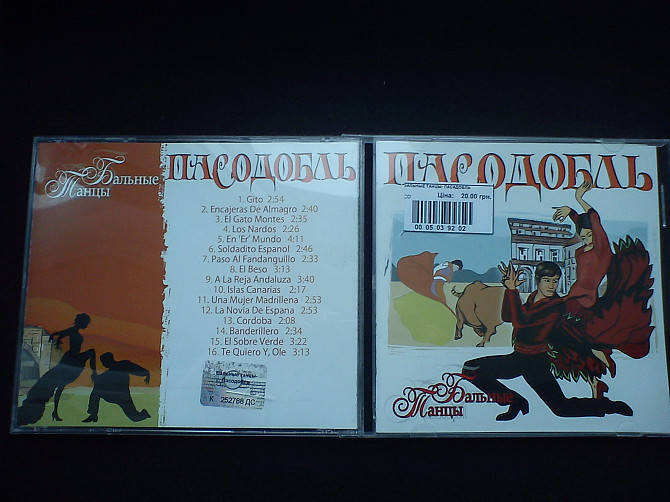 Бальные
Танцы
ПАСОДОБЛЬ
1. Gito 2:54
2. Encajeras De Almagro 2:40
3. El Gato Montes 2:35
4. Los Nardos 2:26
5. En 'Er' Mundo 4:11
6. Soldadito Espanol 2:46
7. Paso Al Fandanguillo 2:33
8. El Beso 3:13
9. A La Reja Andaluza 3:40
10. Islas Canarias 2:17
11. Una Mujer Madrillena 2:53
12. La Novia De Espana 2:53
13. Cordoba 2:08
14. Banderillero 2:34
15. El Sobre Verde 3:22
16. Te Quiero Y, Ole 3:13
БАЛЬНЫЕ ТАНЦЫ-
ПАСОДОБЛЬ
К 252766 ДС
ПАСОДОБЛЬ
БАЛЬНЫЕ ТАНЦЫ- ПАСАДОБЛЬ
CD
Ціна: 20.00 грн.
00 05 03 92 02
Бальные
Танцы